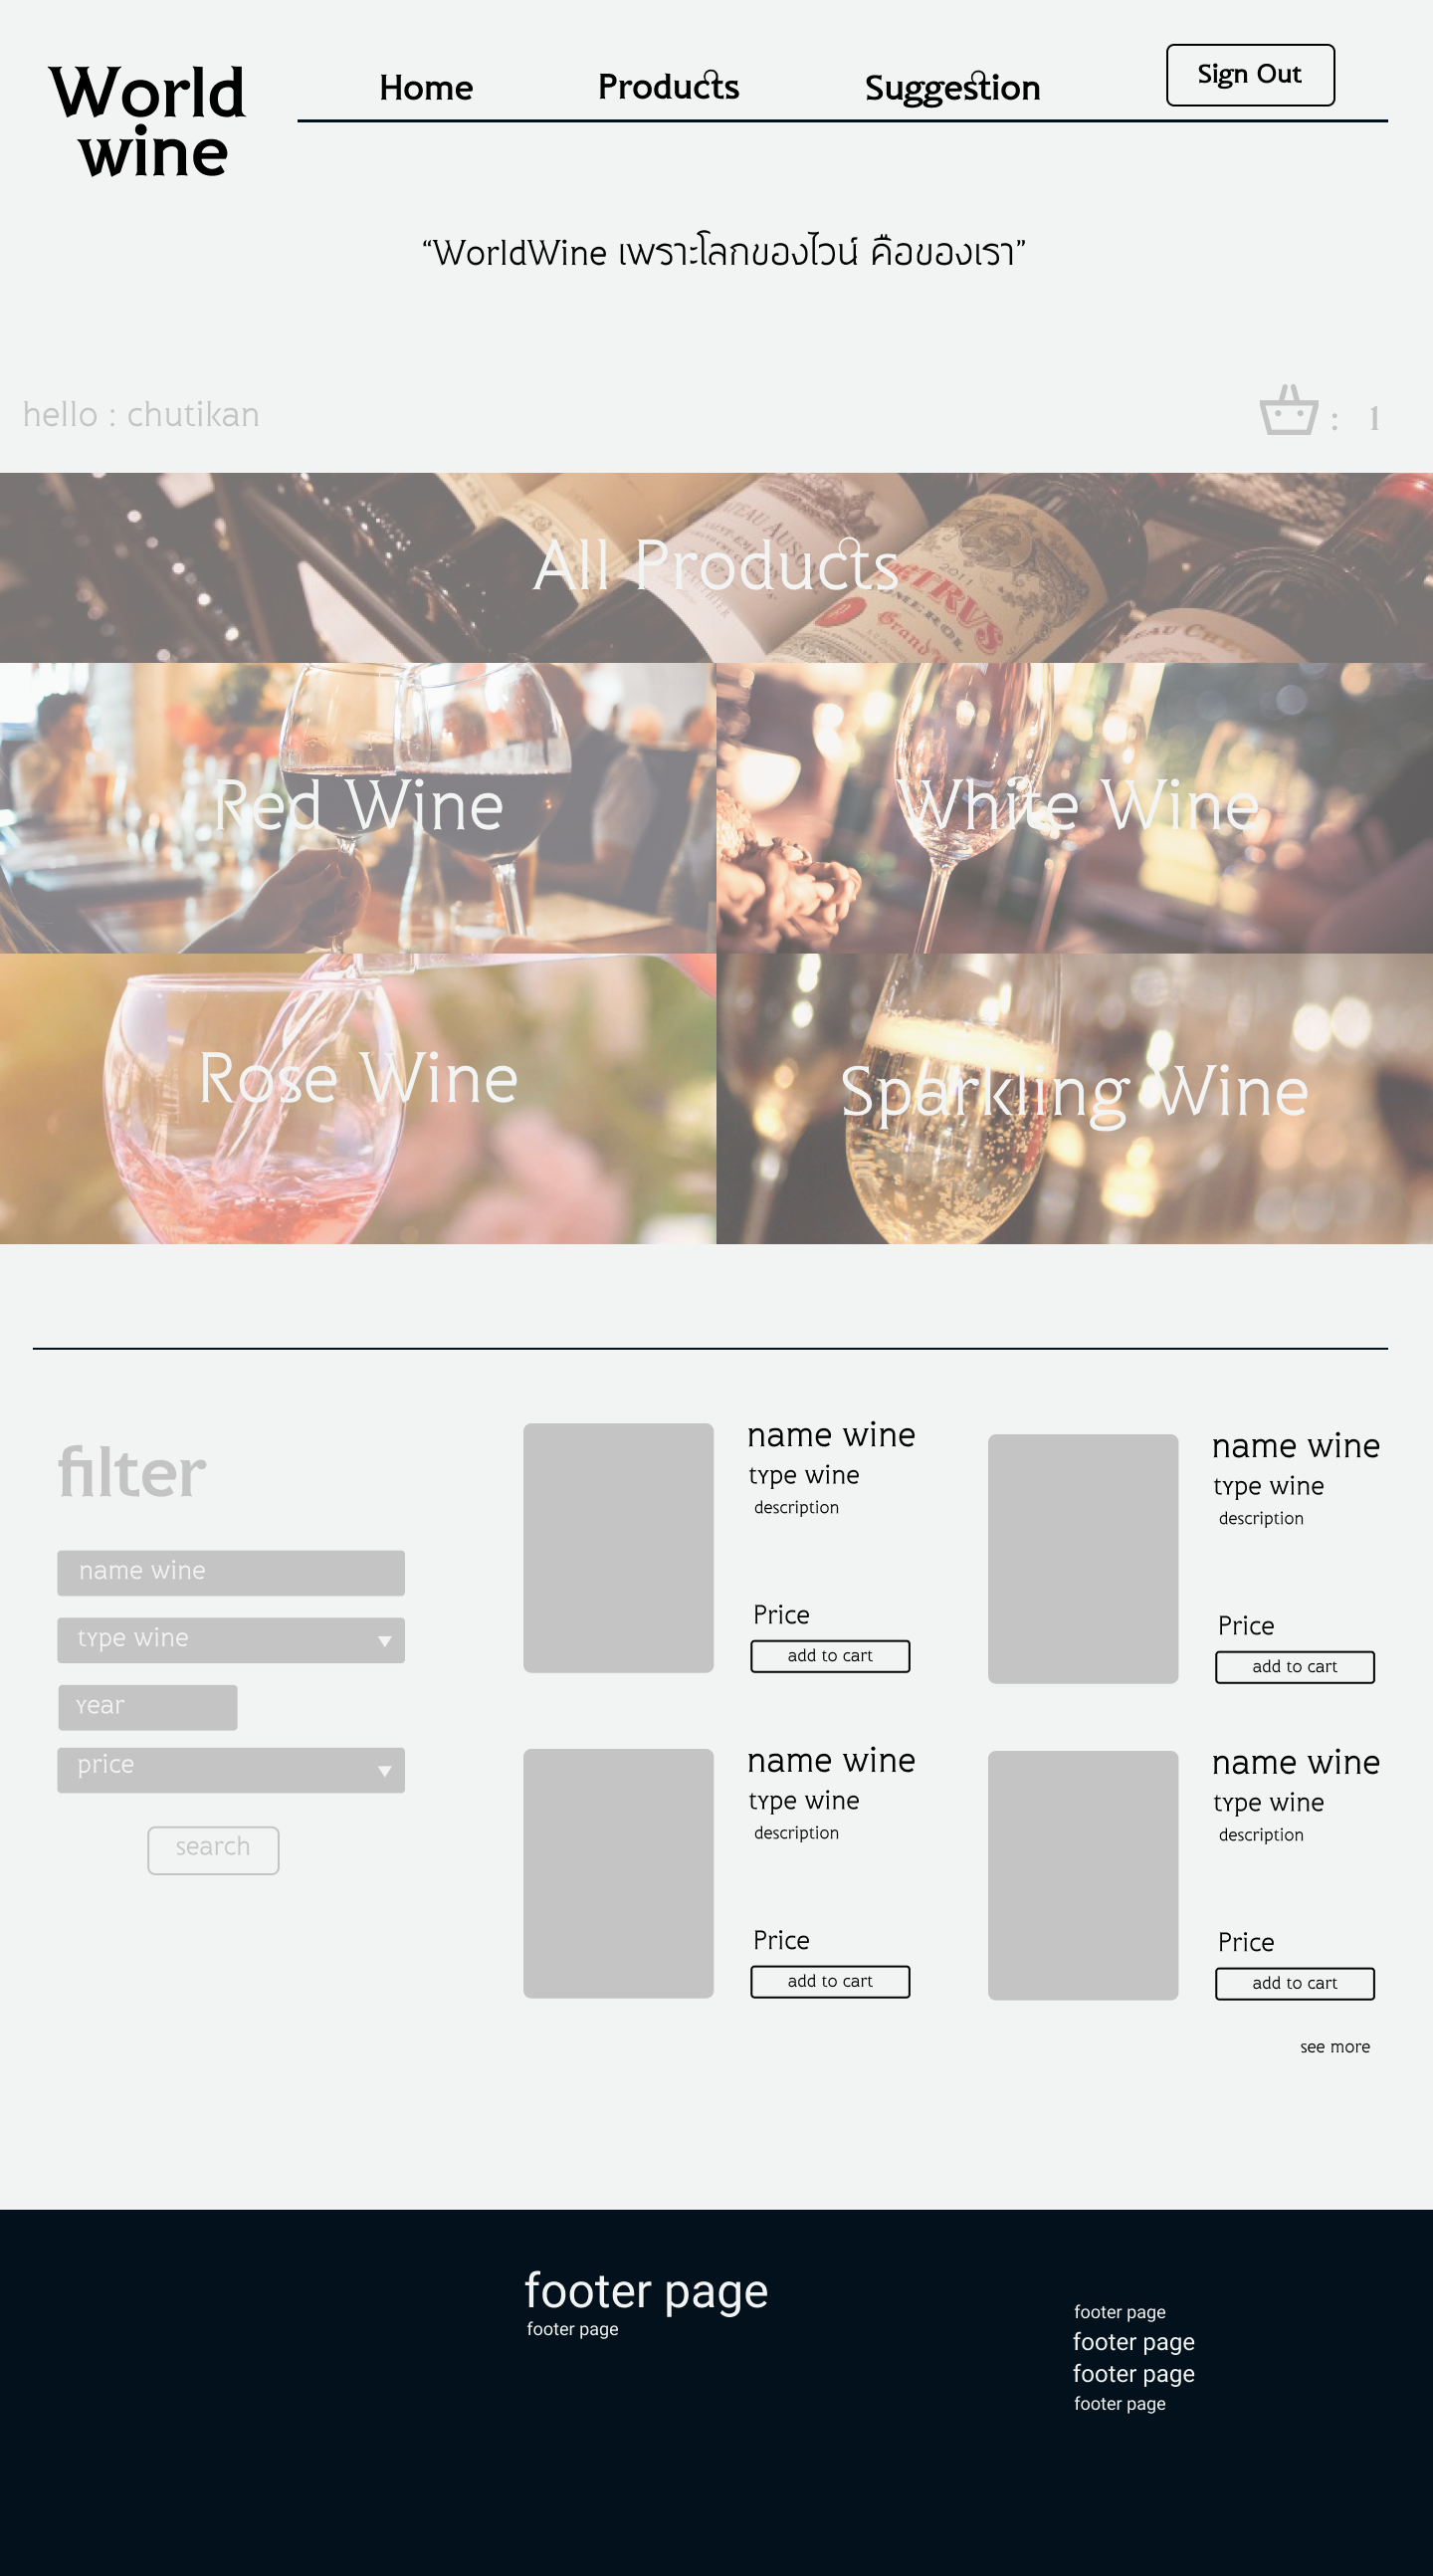 World
wine
Home Products Suggestion Sign Out
“WorldWine เพราะโลกของไวน์ คือของเรา”
hello : chutikan
: 1
All Products
Red Wine
White Wine
Rose Wine
Sparkling Wine
filter
name wine
type wine
year
price
search
name wine
type wine
description
Price
add to cart
name wine
type wine
description
Price
add to cart
name wine
type wine
description
Price
add to cart
name wine
type wine
description
Price
add to cart
see more
footer page
footer page
footer page
footer page
footer page
footer page